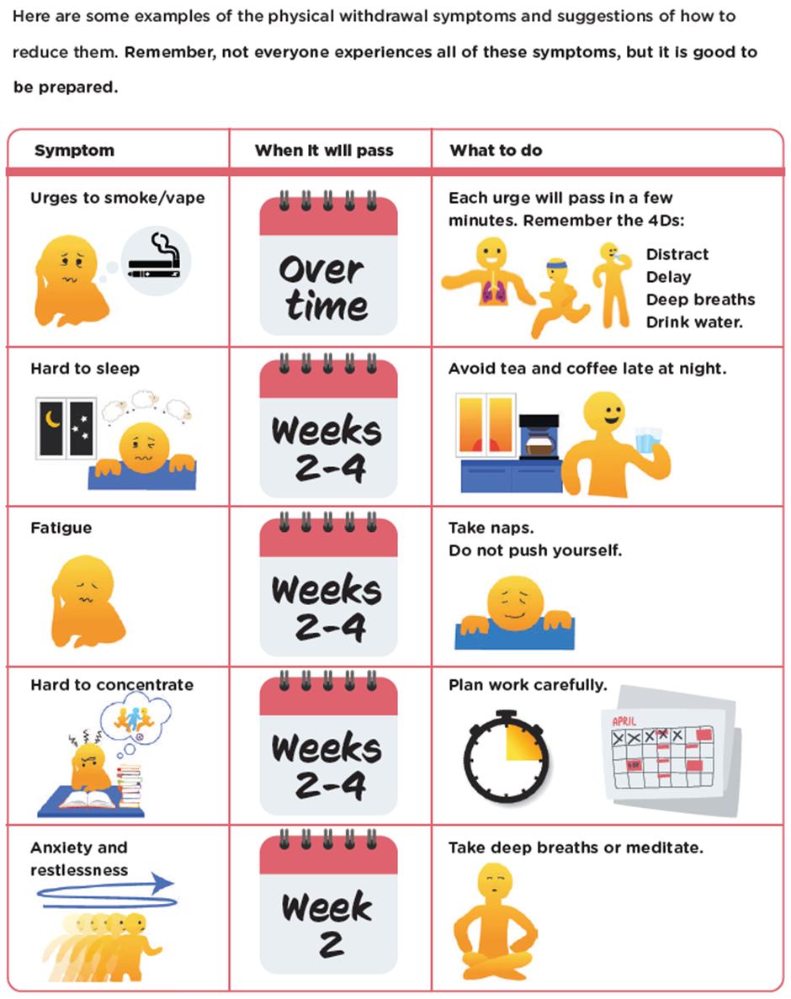 Here are some examples of the physical withdrawal symptoms and suggestions of how to
reduce them. Remember, not everyone experiences all of these symptoms, but it is good to
be prepared.
Symptom
When it will pass
What to do
Urges to smoke/vape
Over
time
Each urge will pass in a few
minutes. Remember the 4Ds:
Distract
Delay
Deep breaths
Drink water.
Hard to sleep
Weeks
2-4
Avoid tea and coffee late at night.
Fatigue
Weeks
2-4
Take naps.
Do not push yourself.
Hard to concentrate
Weeks
2-4
Plan work carefully.
APRIL
Anxiety and
restlessness
Week
2
Take deep breaths or meditate.